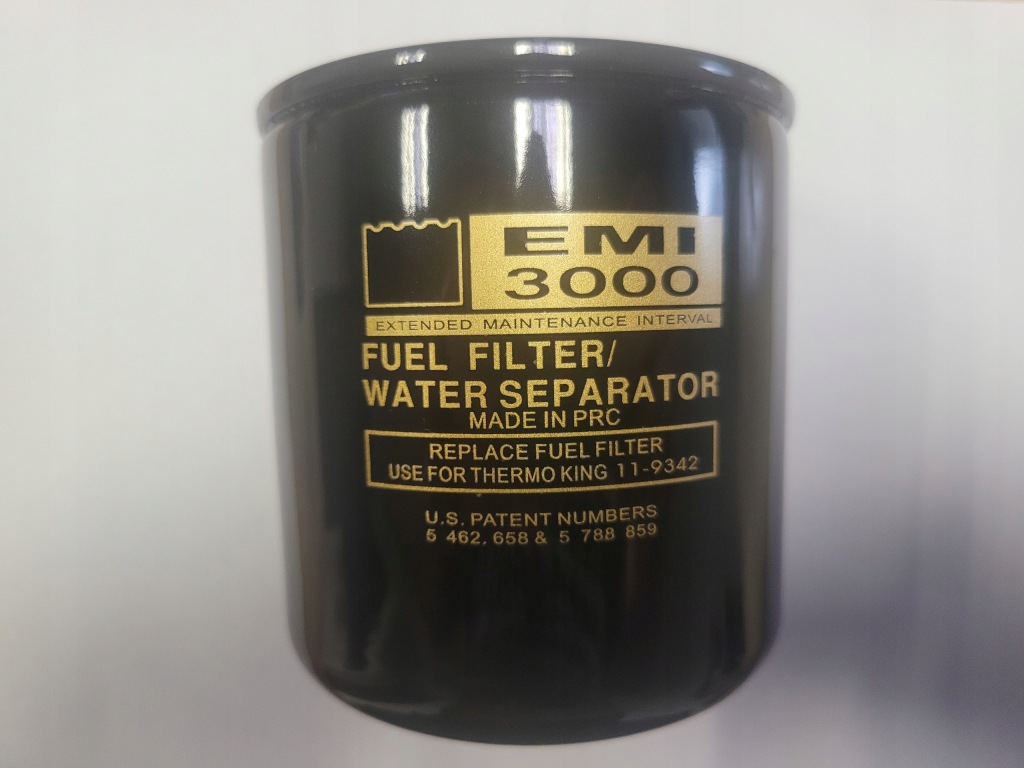 EMI
3000
EXTENDED MAINTENANCE INTERVAL
FUEL FILTER/
WATER SEPARATOR
MADE IN PRC
REPLACE FUEL FILTER
USE FOR THERMO KING 11-9342
U.S. PATENT NUMBERS
5 462. 658 & 5 788 859